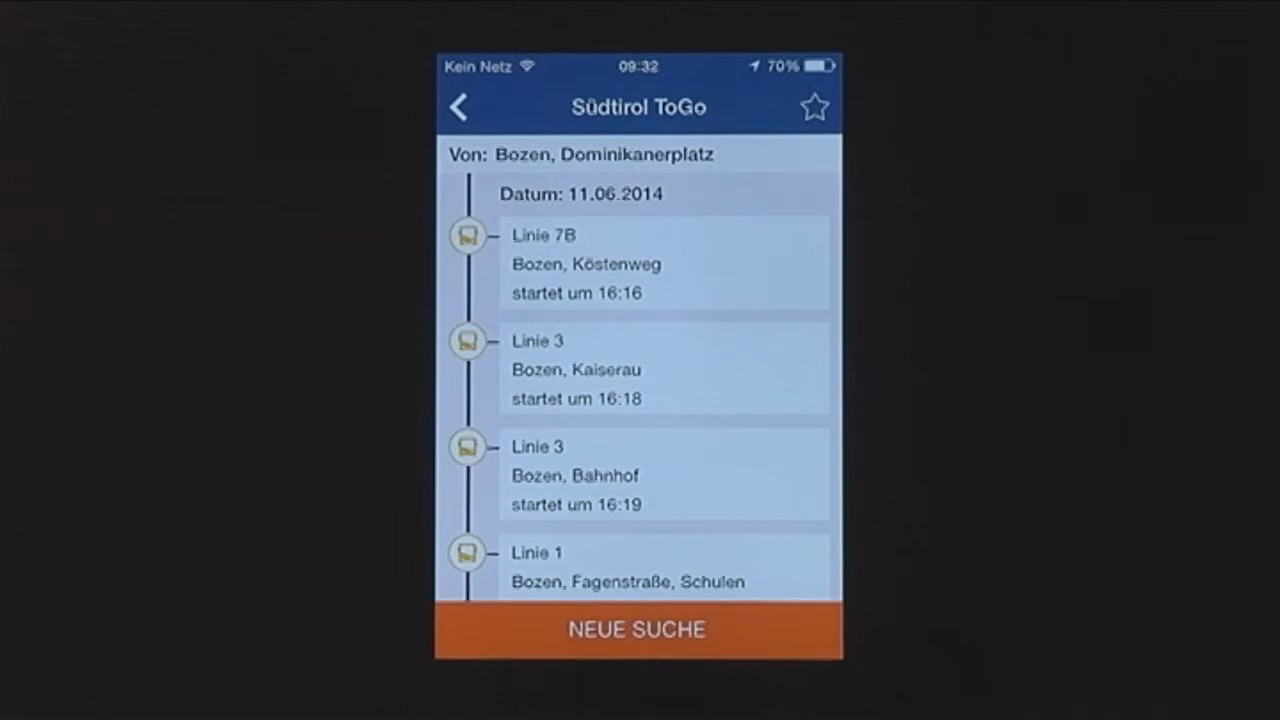 Kein Netz 09:32 70%
Südtirol ToGo
Von: Bozen, Dominikanerplatz
Datum: 11.06.2014
Linie 7B
Bozen, Köstenweg
startet um 16:16
Linie 3
Bozen, Kaiserau
startet um 16:18
Linie 3
Bozen, Bahnhof
startet um 16:19
Linie 1
Bozen, Fagenstraße, Schulen
NEUE SUCHE